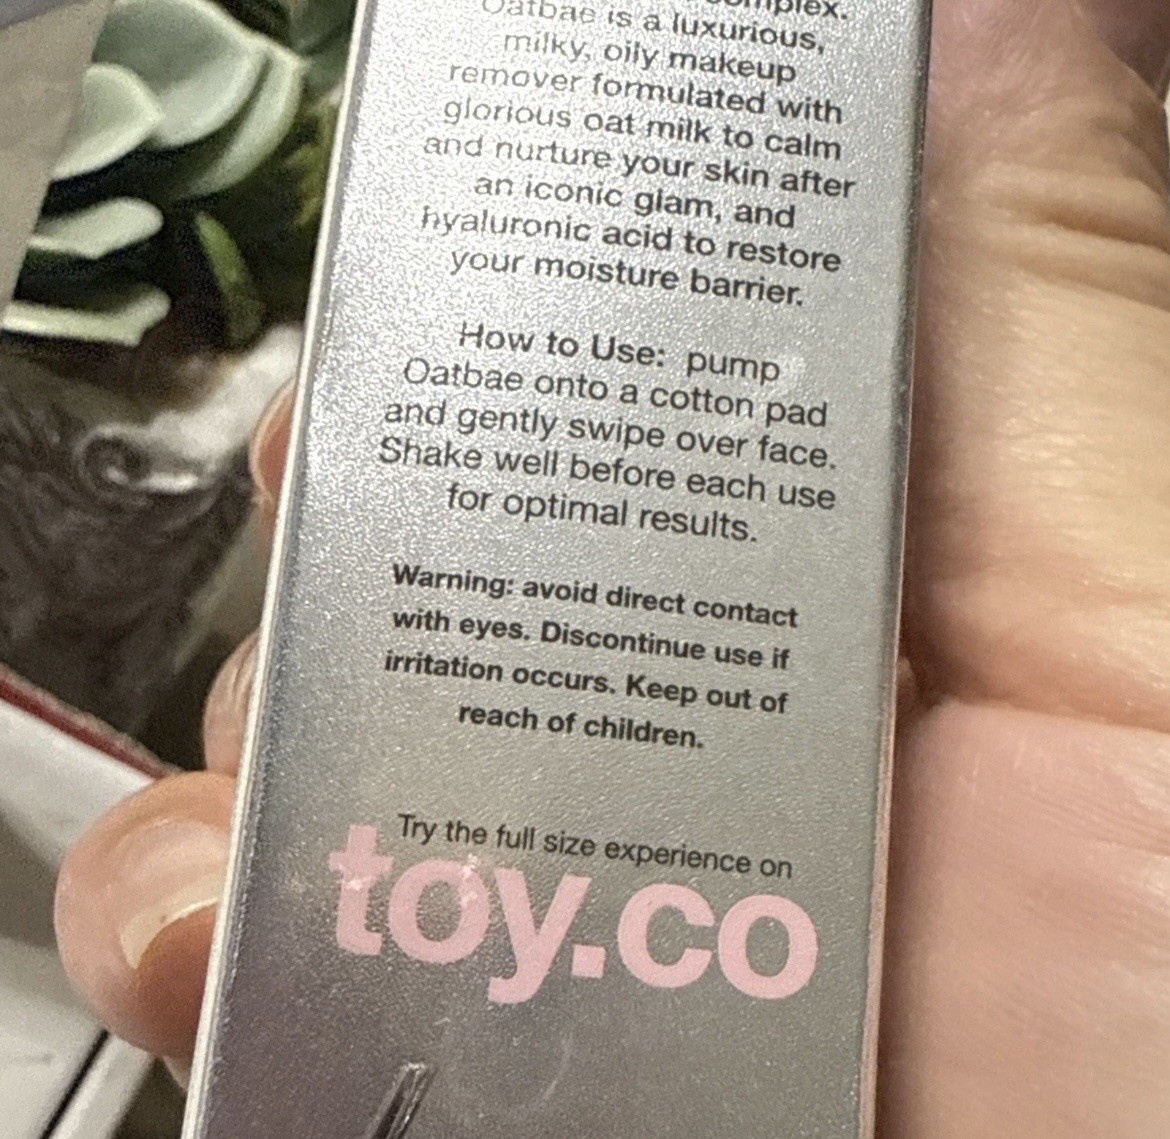 complex.
Oatbae is a luxurious,
milky, oily makeup
remover formulated with
glorious oat milk to calm
and nurture your skin after
an iconic glam, and
hyaluronic acid to restore
your moisture barrier.
How to Use: pump
Oatbae onto a cotton pad
and gently swipe over face.
Shake well before each use
for optimal results.
Warning: avoid direct contact
with eyes. Discontinue use if
irritation occurs. Keep out of
reach of children.
Try the full size experience on
toy.co